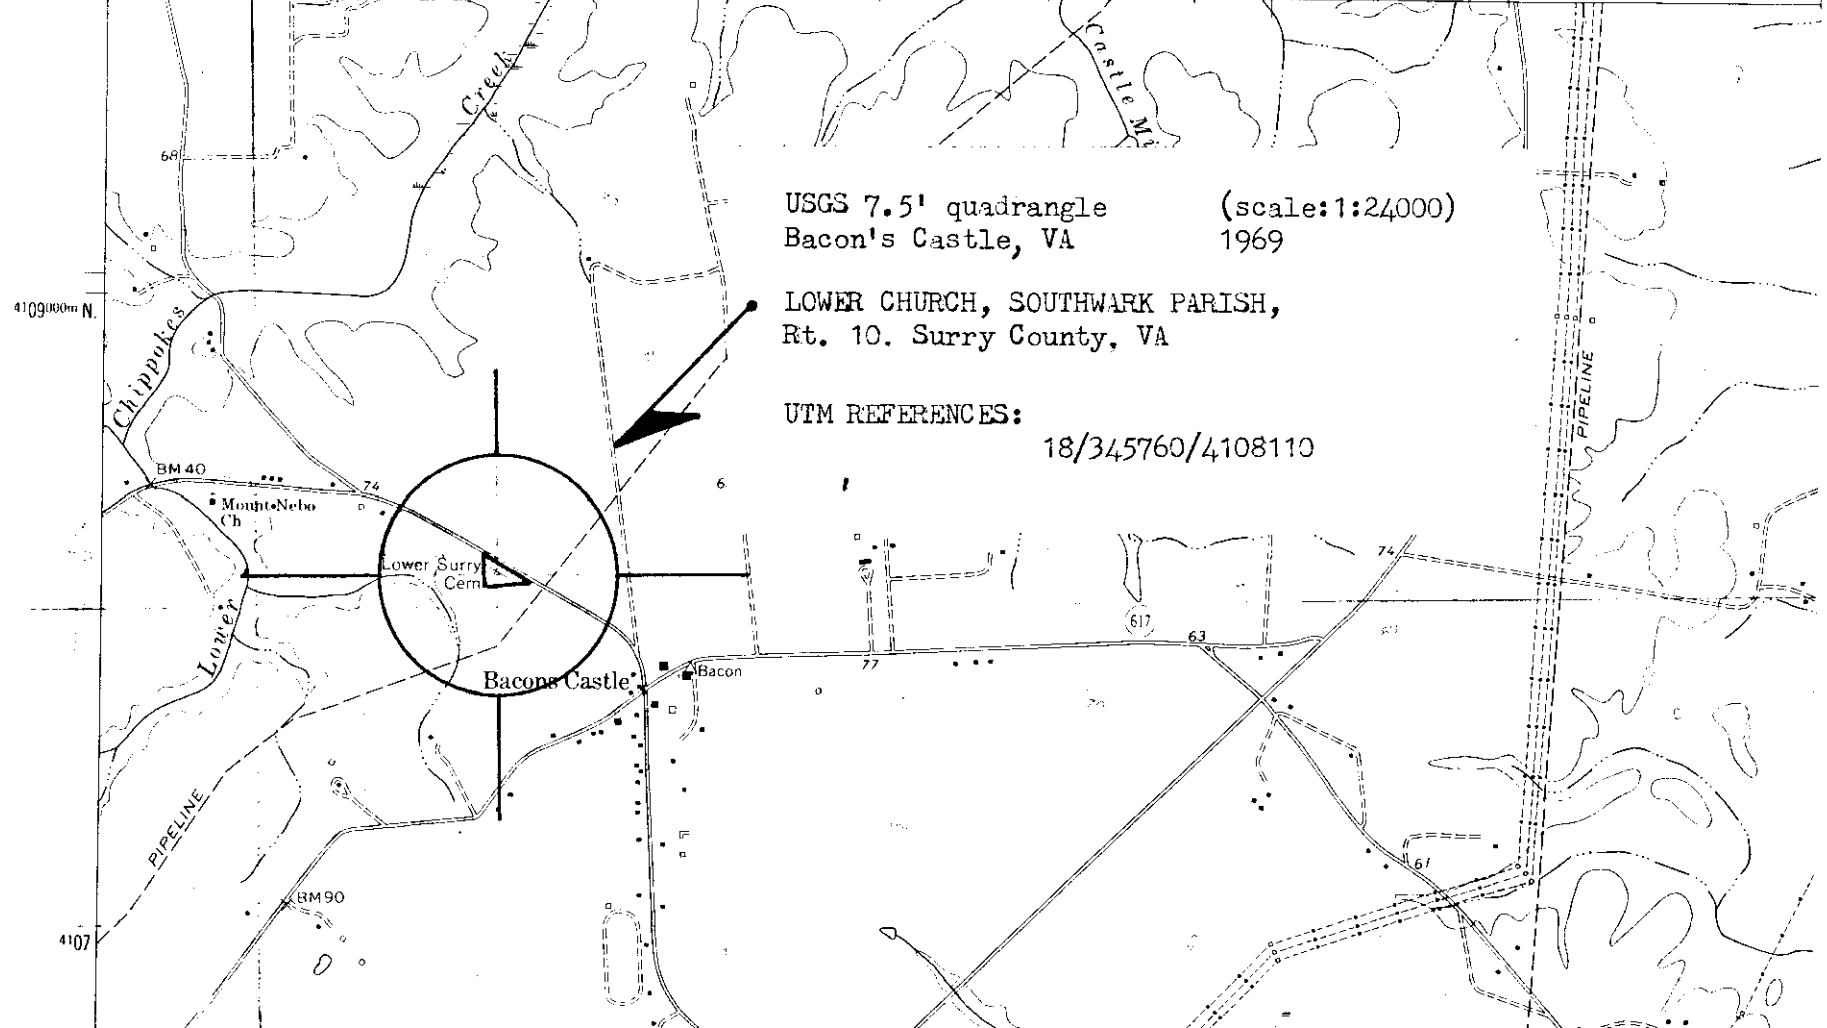 Creek
Castle Mi
68
USGS 7.5' quadrangle (scale:1:24000)
Bacon's Castle, VA 1969
4109000m N.
LOWER CHURCH, SOUTHWARK PARISH,
Rt. 10. Surry County, VA
Chippokes
PIPELINE
UTM REFERENCES:
18/345760/4108110
BM 40
74
6
Mount Nebo
Ch
Lower Surry
Cem
74
Lower
617
63
77
Bacon
Bacons Castle
PIPELINE
61
BM 90
4107